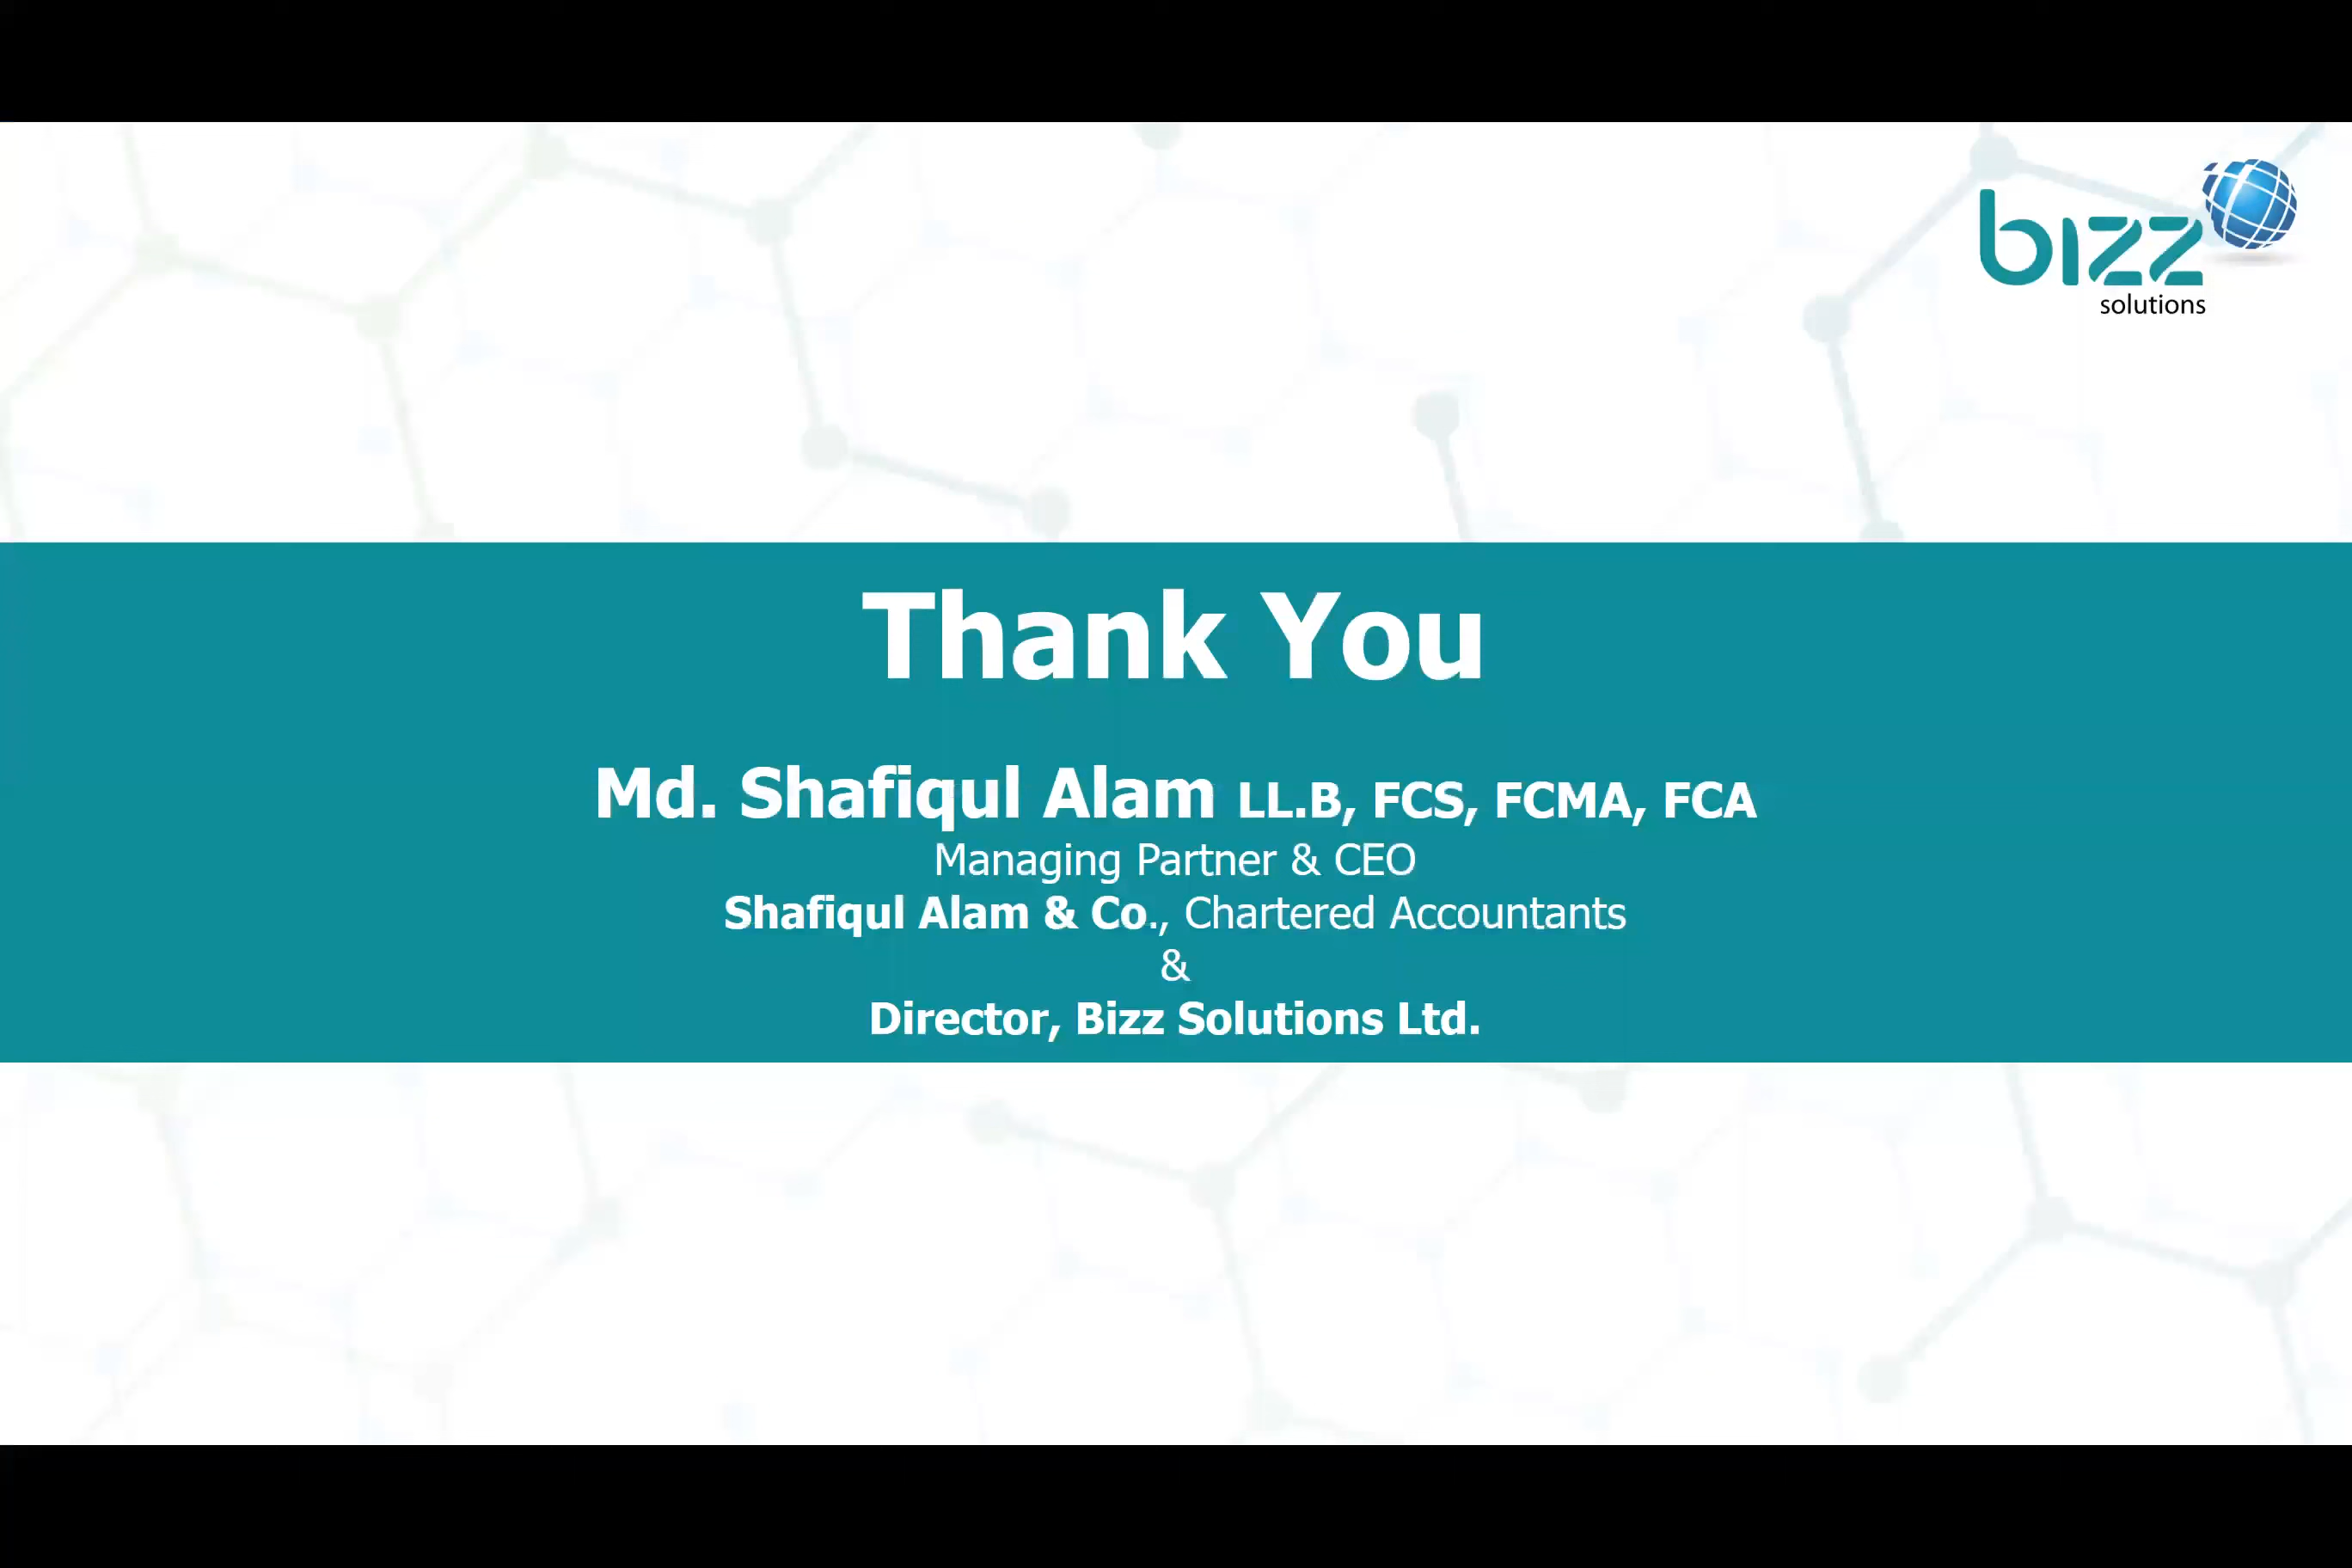 bizz
solutions
Thank You
Md. Shafiqul Alam LL.B, FCS, FCMA, FCA
Managing Partner & CEO
Shafiqul Alam & Co., Chartered Accountants
&
Director, Bizz Solutions Ltd.